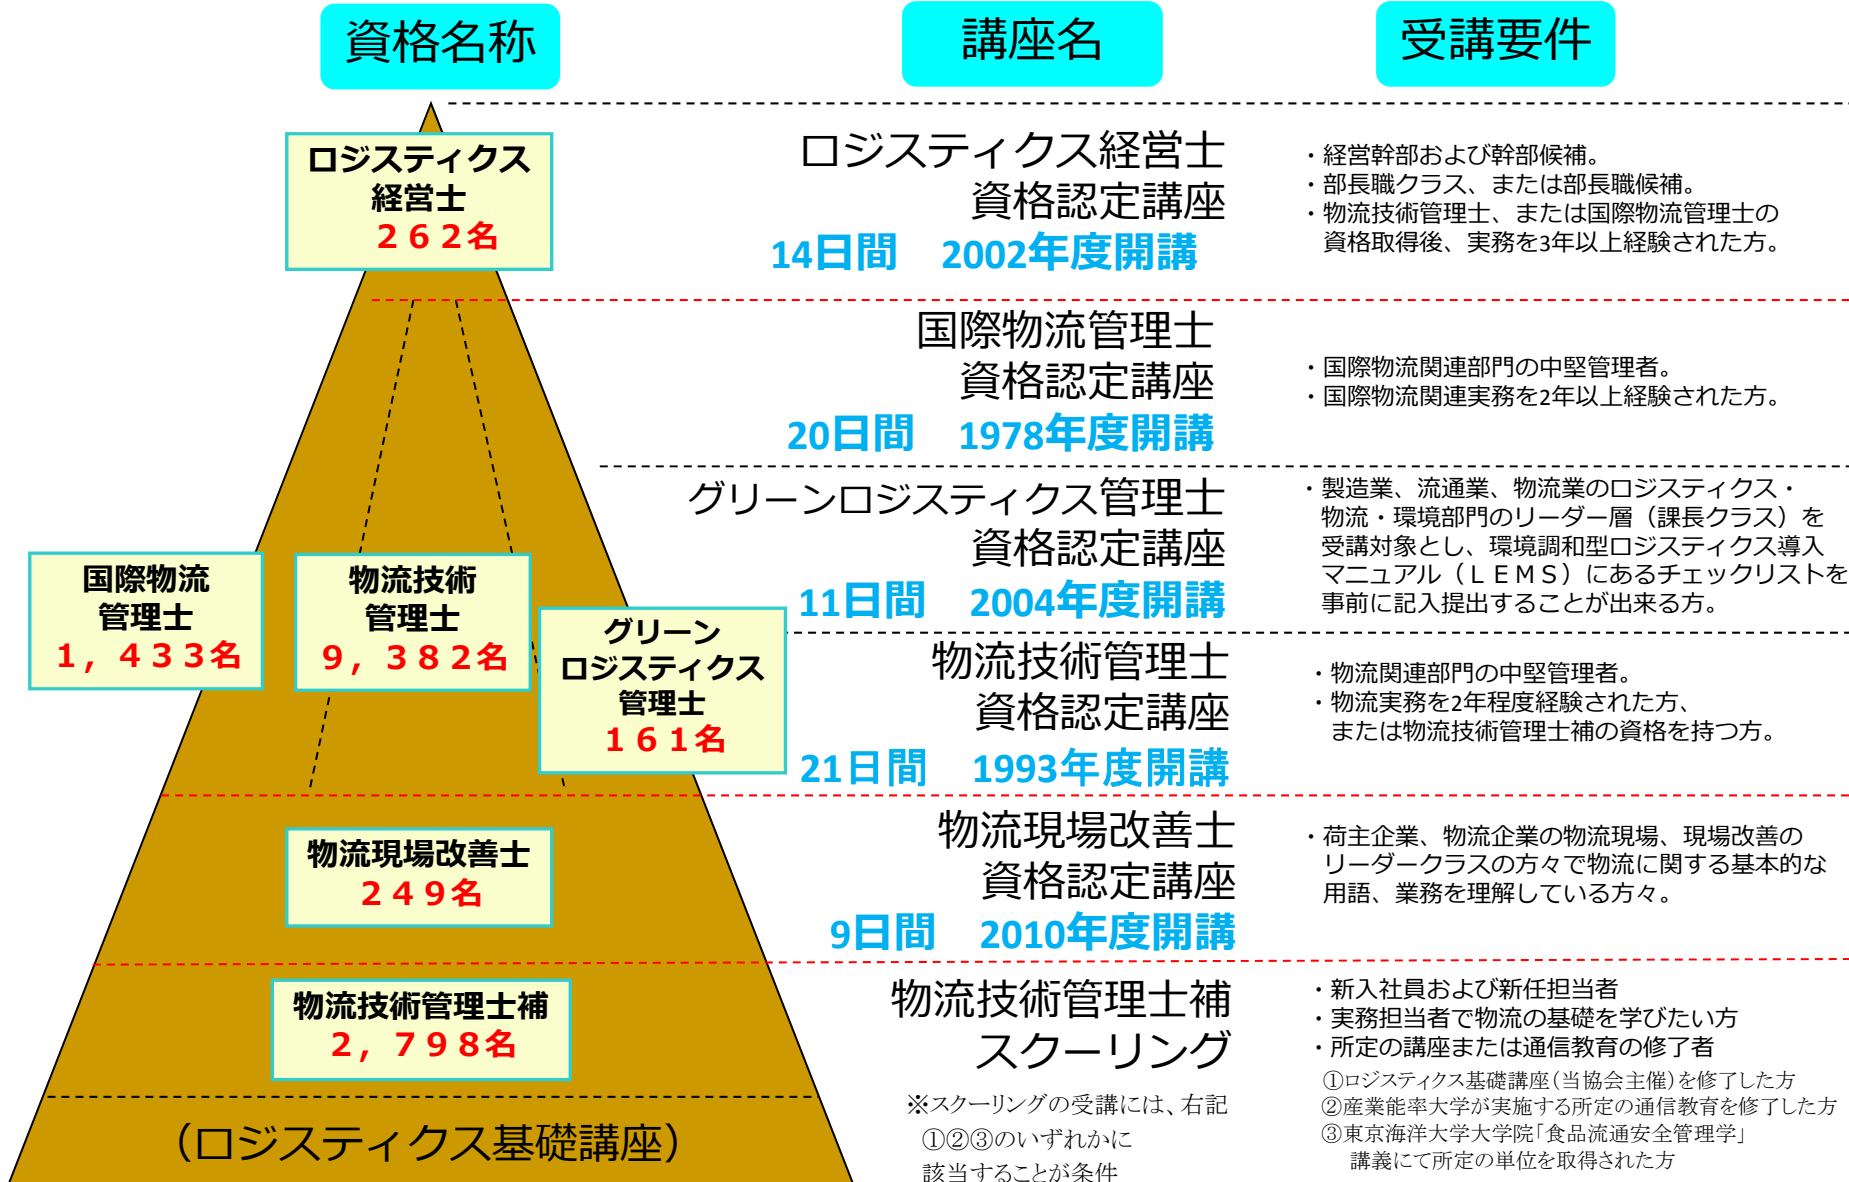 資格名称
講座名
受講要件
ロジスティクス
経営士
２６２名
ロジスティクス経営士
資格認定講座
14日間　2002年度開講
・経営幹部および幹部候補。
・部長職クラス、または部長職候補。
・物流技術管理士、または国際物流管理士の
資格取得後、実務を3年以上経験された方。
国際物流管理士
資格認定講座
20日間　1978年度開講
・国際物流関連部門の中堅管理者。
・国際物流関連実務を2年以上経験された方。
グリーンロジスティクス管理士
資格認定講座
11日間　2004年度開講
・製造業、流通業、物流業のロジスティクス・
物流・環境部門のリーダー層（課長クラス）を
受講対象とし、環境調和型ロジスティクス導入
マニュアル（ＬＥＭＳ）にあるチェックリストを
事前に記入提出することが出来る方。
国際物流
管理士
１，４３３名
物流技術
管理士
９，３８２名
グリーン
ロジスティクス
管理士
１６１名
物流技術管理士
資格認定講座
21日間　1993年度開講
・物流関連部門の中堅管理者。
・物流実務を2年程度経験された方、
または物流技術管理士補の資格を持つ方。
物流現場改善士
２４９名
物流現場改善士
資格認定講座
9日間　2010年度開講
・荷主企業、物流企業の物流現場、現場改善の
リーダークラスの方々で物流に関する基本的な
用語、業務を理解している方々。
物流技術管理士補
２，７９８名
物流技術管理士補
スクーリング
※スクーリングの受講には、右記
①②③のいずれかに
該当することが条件
・新入社員および新任担当者
・実務担当者で物流の基礎を学びたい方
・所定の講座または通信教育の修了者
①ロジスティクス基礎講座（当協会主催）を修了した方
②産業能率大学が実施する所定の通信教育を修了した方
③東京海洋大学大学院「食品流通安全管理学」
講義にて所定の単位を取得された方
（ロジスティクス基礎講座）